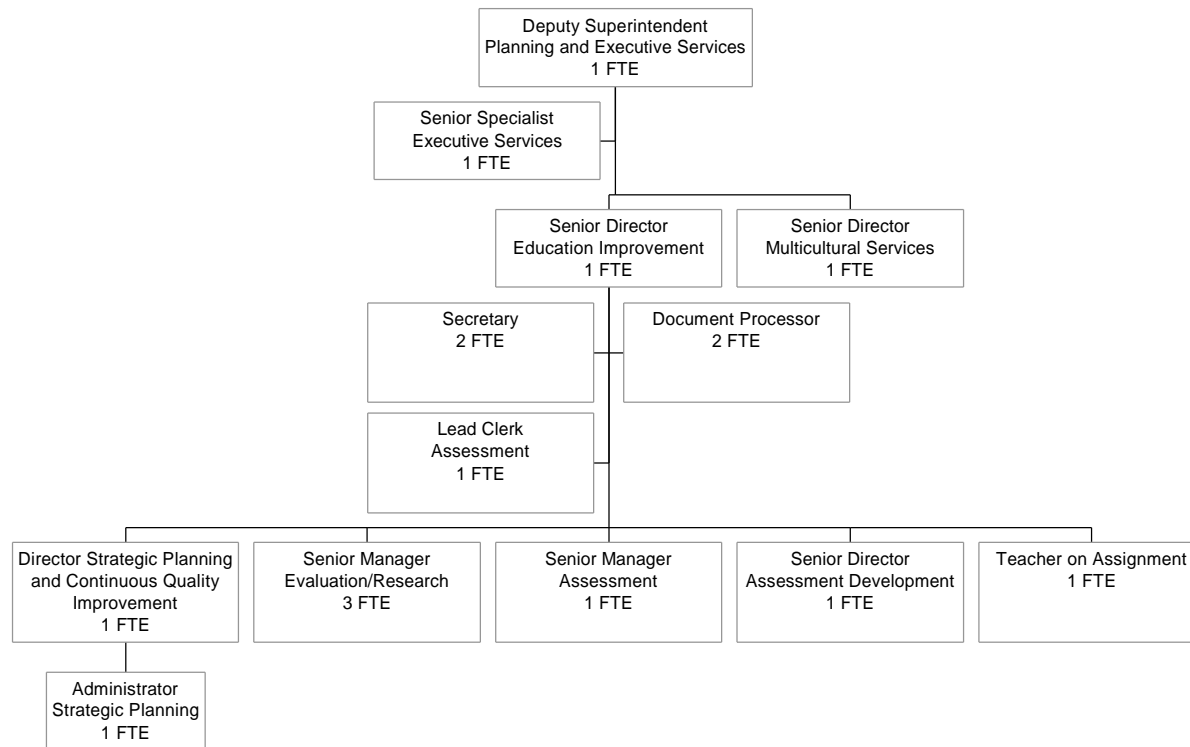 Deputy Superintendent
Planning and Executive Services
1 FTE
Senior Specialist
Executive Services
1 FTE
Senior Director
Education Improvement
1 FTE
Senior Director
Multicultural Services
1 FTE
Secretary
2 FTE
Document Processor
2 FTE
Lead Clerk
Assessment
1 FTE
Director Strategic Planning
and Continuous Quality
Improvement
1 FTE
Senior Manager
Evaluation/Research
3 FTE
Senior Manager
Assessment
1 FTE
Senior Director
Assessment Development
1 FTE
Teacher on Assignment
1 FTE
Administrator
Strategic Planning
1 FTE